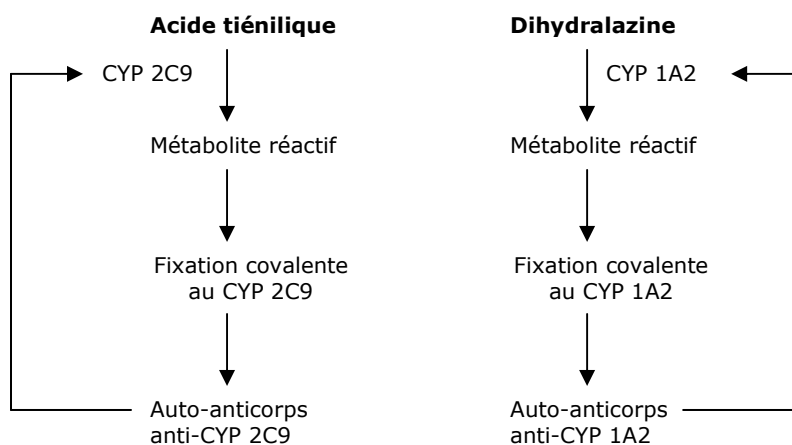 Acide tiénilique
CYP 2C9
Métabolite réactif
Fixation covalente
au CYP 2C9
Auto-anticorps
anti-CYP 2C9
Dihydralazine
CYP 1A2
Métabolite réactif
Fixation covalente
au CYP 1A2
Auto-anticorps
anti-CYP 1A2